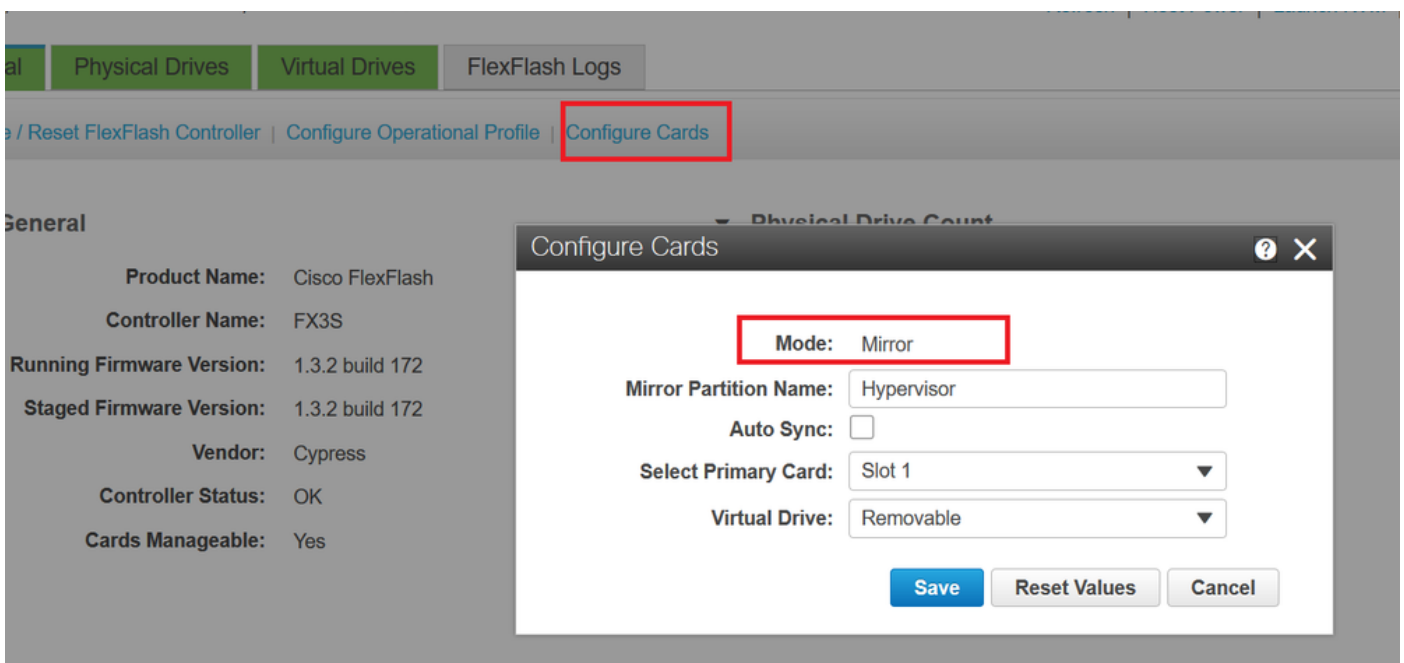 al Physical Drives Virtual Drives FlexFlash Logs
e / Reset FlexFlash Controller | Configure Operational Profile | Configure Cards
General
Physical Drive Count
Product Name: Cisco FlexFlash
Controller Name: FX3S
Running Firmware Version: 1.3.2 build 172
Staged Firmware Version: 1.3.2 build 172
Vendor: Cypress
Controller Status: OK
Cards Manageable: Yes
Configure Cards
Mode: Mirror
Mirror Partition Name: Hypervisor
Auto Sync:
Select Primary Card: Slot 1
Virtual Drive: Removable
Save Reset Values Cancel